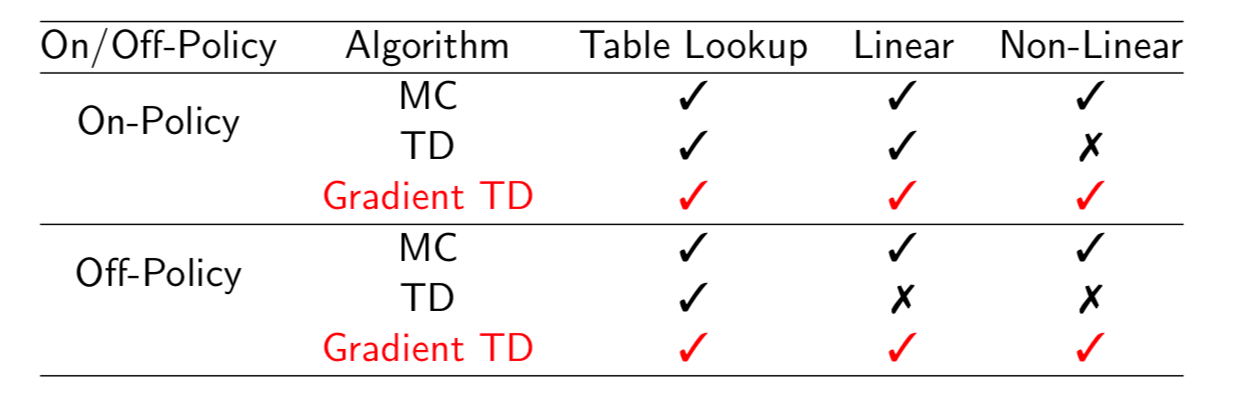 On/Off-Policy Algorithm Table Lookup Linear Non-Linear
On-Policy
MC ✓ ✓ ✓
TD ✓ ✓ ✗
Gradient TD ✓ ✓ ✓
Off-Policy
MC ✓ ✓ ✓
TD ✓ ✗ ✗
Gradient TD ✓ ✓ ✓